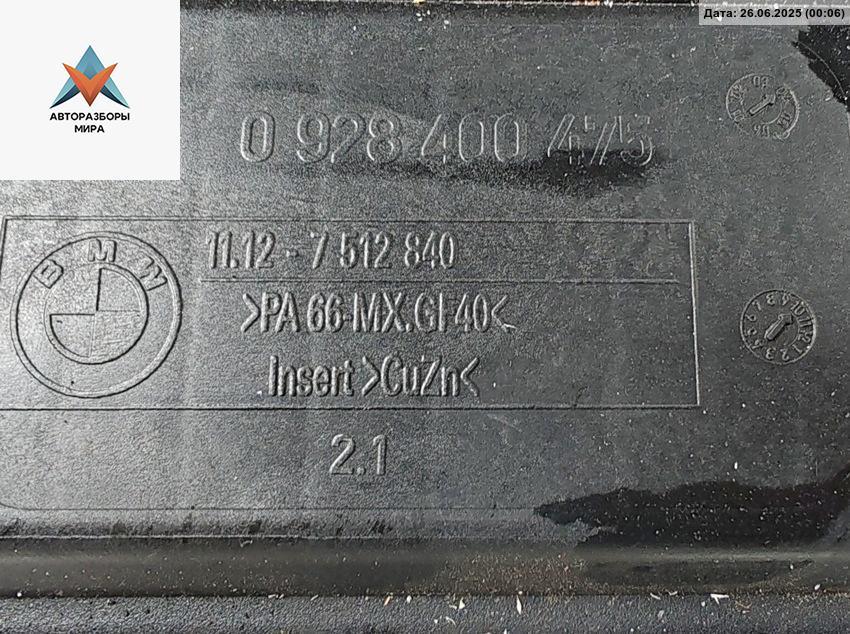 Дата: 26.06.2025 (00:06)
АВТОРАЗБОРЫ
МИРА
0 928 400 475
BMW
11.12 - 7 512 840
>PA 66-MX.GF40<
Insert >CuZn<
2.1